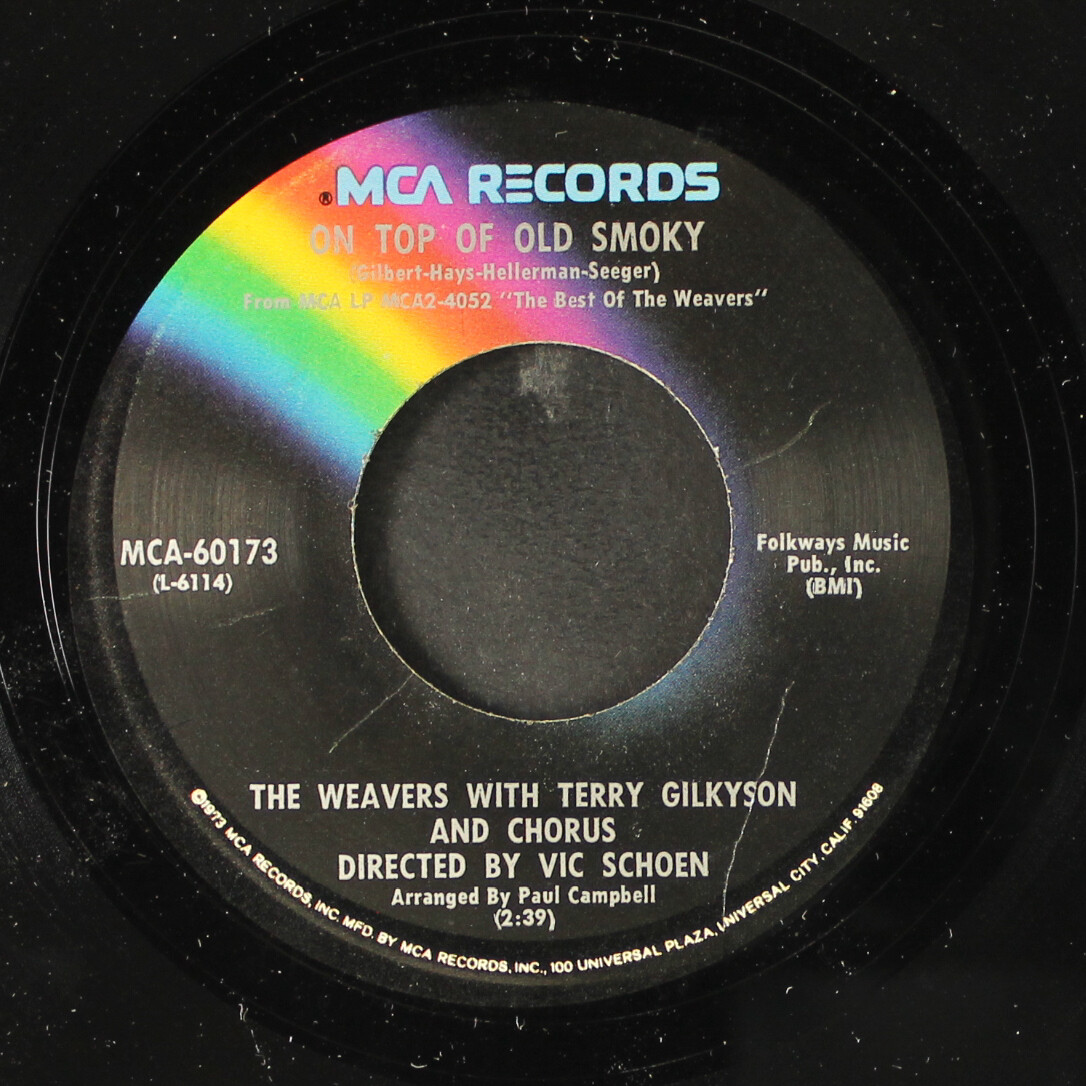 ® MCA RECORDS
ON TOP OF OLD SMOKY
(Gilbert-Hays-Hellerman-Seeger)
From MCA LP MCA2-4052 "The Best Of The Weavers"
MCA-60173
(L-6114)
Folkways Music
Pub., Inc.
(BMI)
THE WEAVERS WITH TERRY GILKYSON
AND CHORUS
DIRECTED BY VIC SCHOEN
Arranged By Paul Campbell
(2:39)
©1973 MCA RECORDS, INC. MFD. BY MCA RECORDS, INC., 100 UNIVERSAL PLAZA, UNIVERSAL CITY, CALIF. 91608